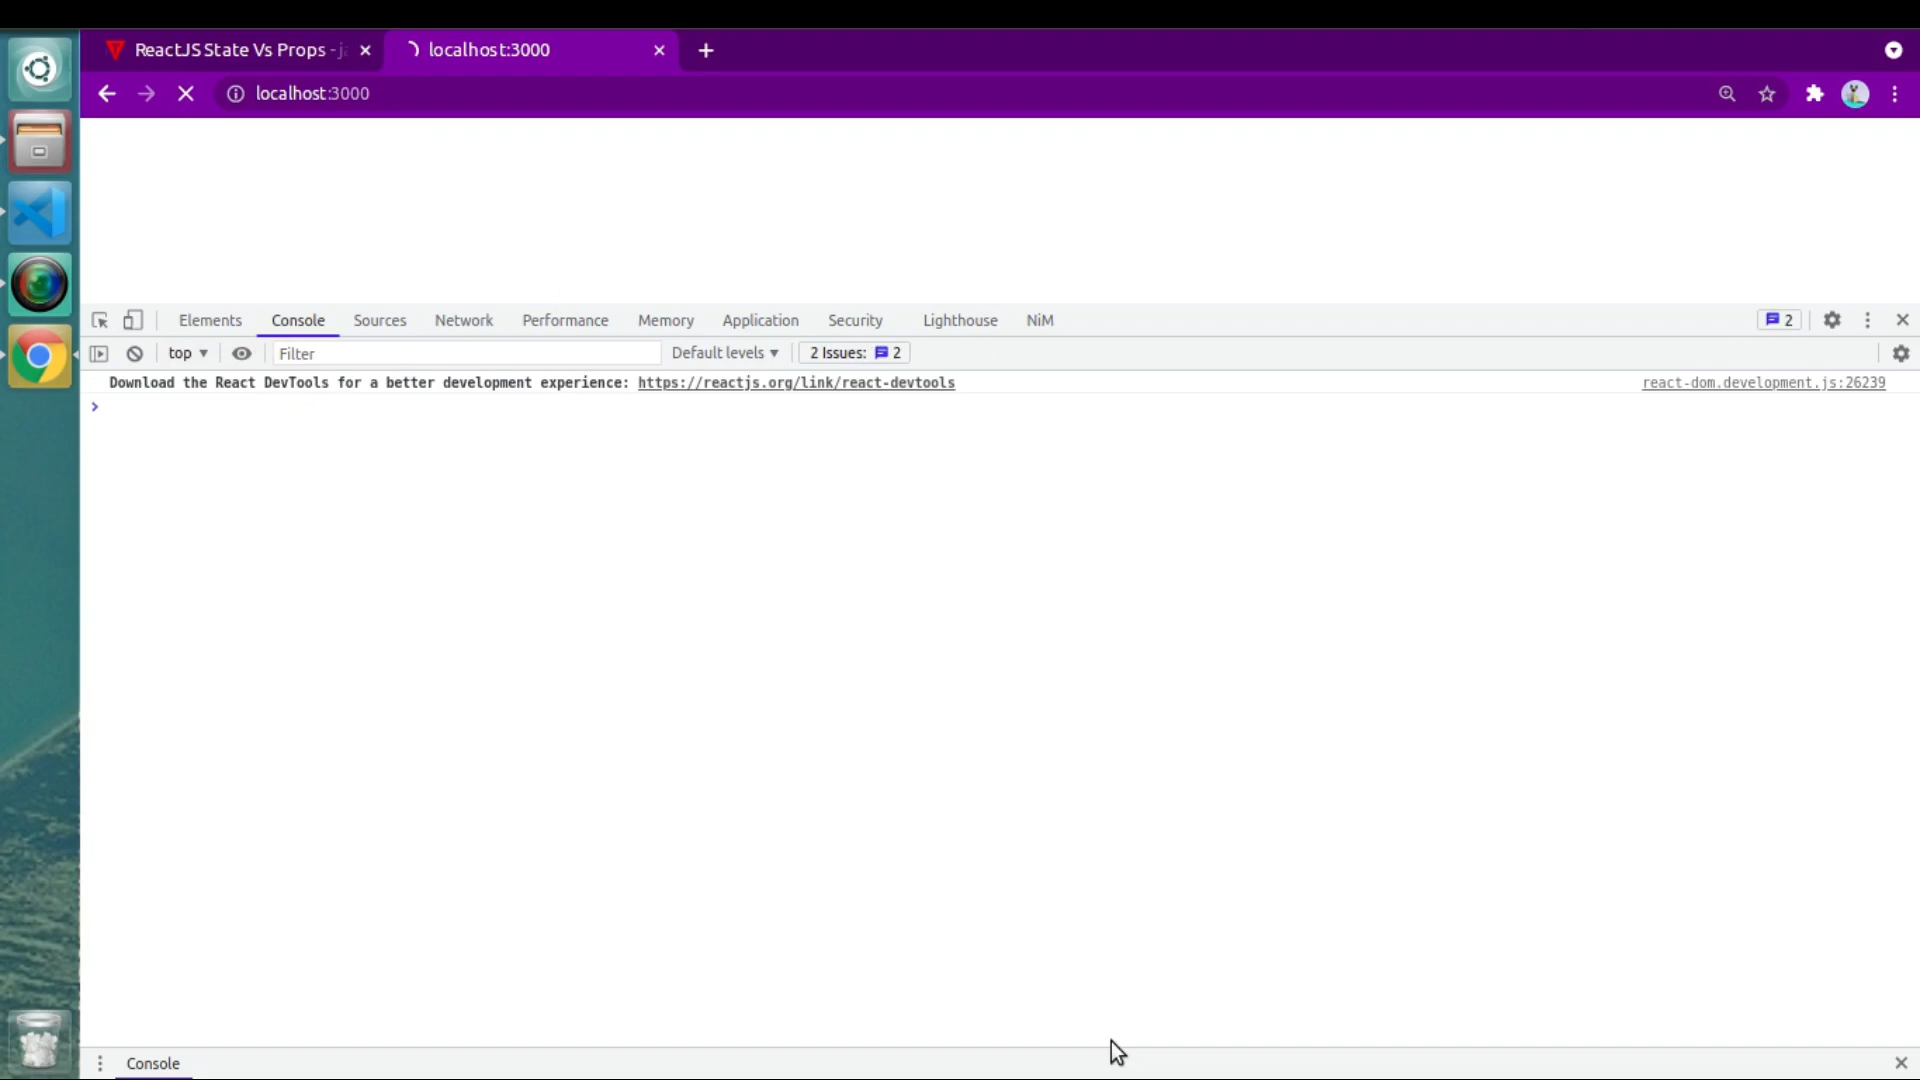 ReactJS State Vs Props - ja
localhost:3000
localhost:3000
Elements Console Sources Network Performance Memory Application Security Lighthouse NiM 2
top Filter Default levels 2 Issues: 2
Download the React DevTools for a better development experience: https://reactjs.org/link/react-devtools react-dom.development.js:26239
Console